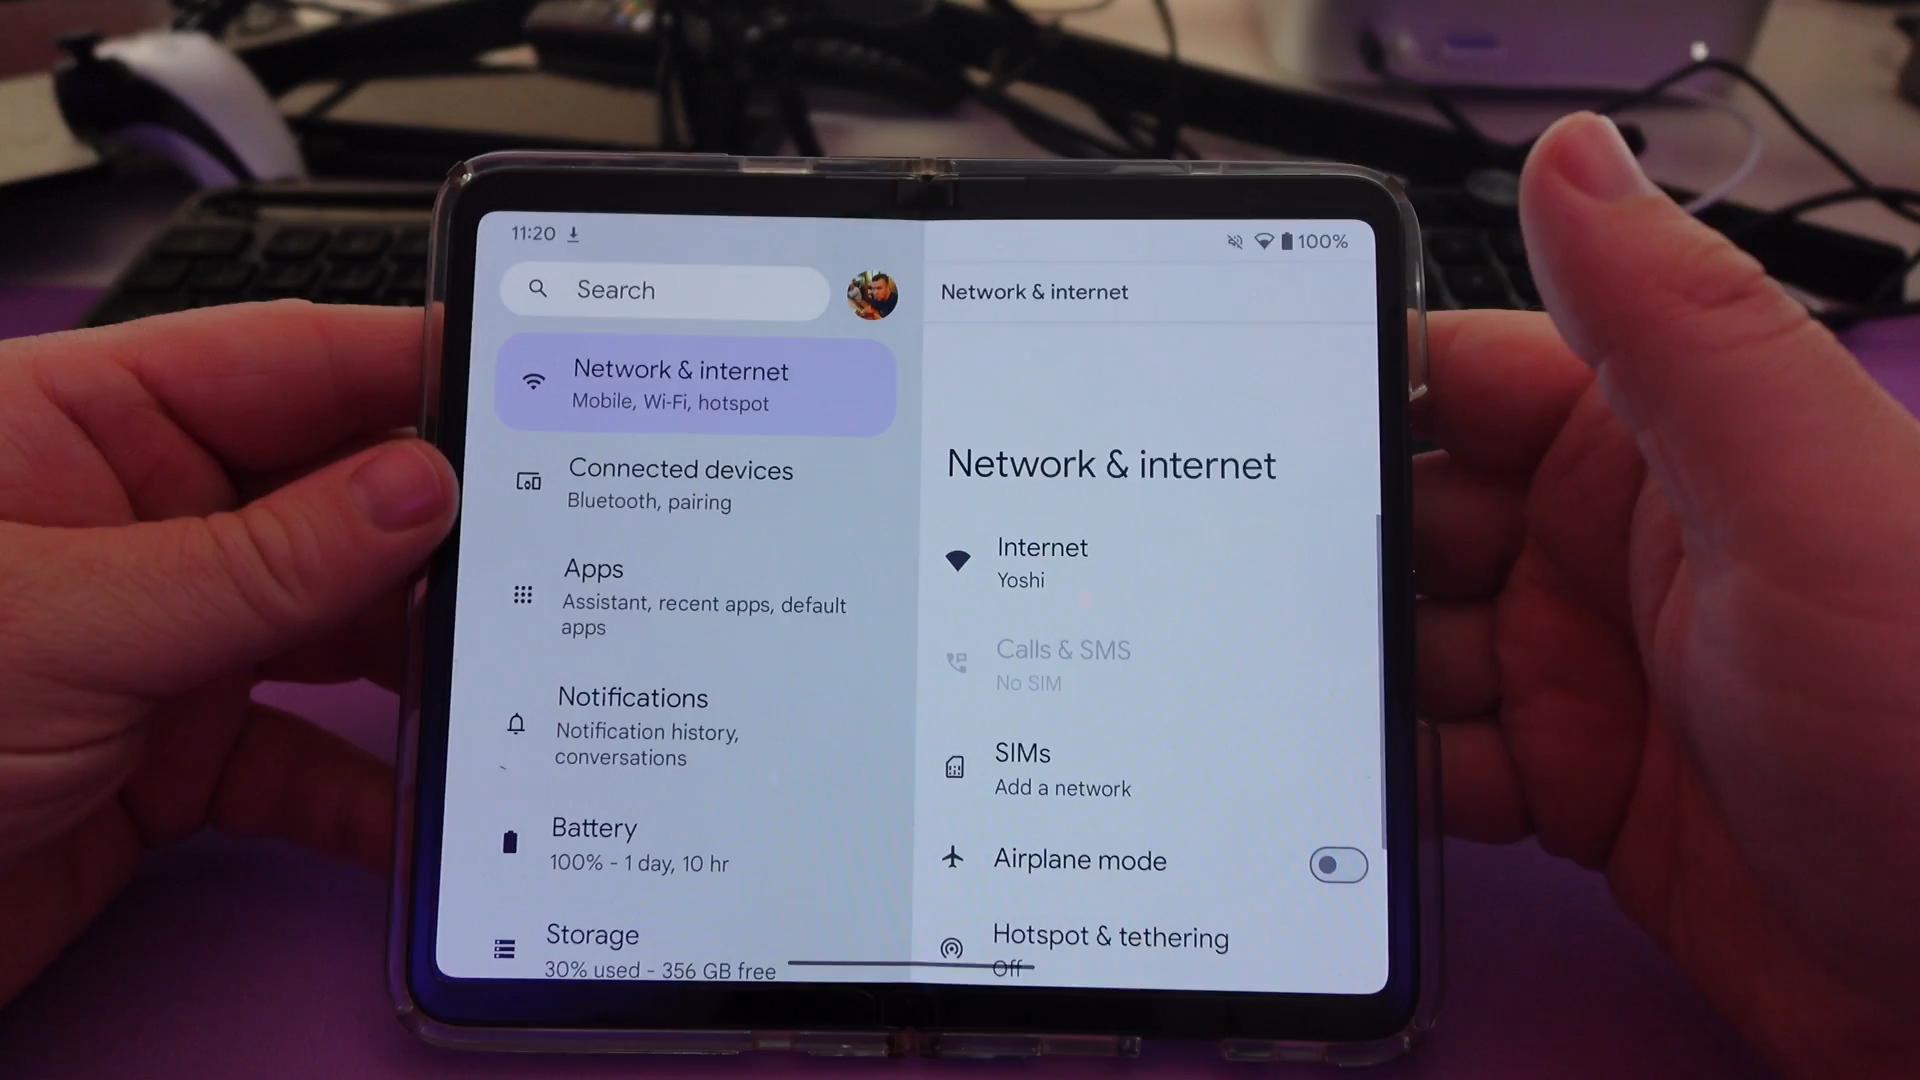 11:20
100%
Search
Network & internet
Mobile, Wi-Fi, hotspot
Connected devices
Bluetooth, pairing
Apps
Assistant, recent apps, default
apps
Notifications
Notification history,
conversations
Battery
100% - 1 day, 10 hr
Storage
30% used - 356 GB free
Network & internet
Network & internet
Internet
Yoshi
Calls & SMS
No SIM
SIMs
Add a network
Airplane mode
Hotspot & tethering
Off